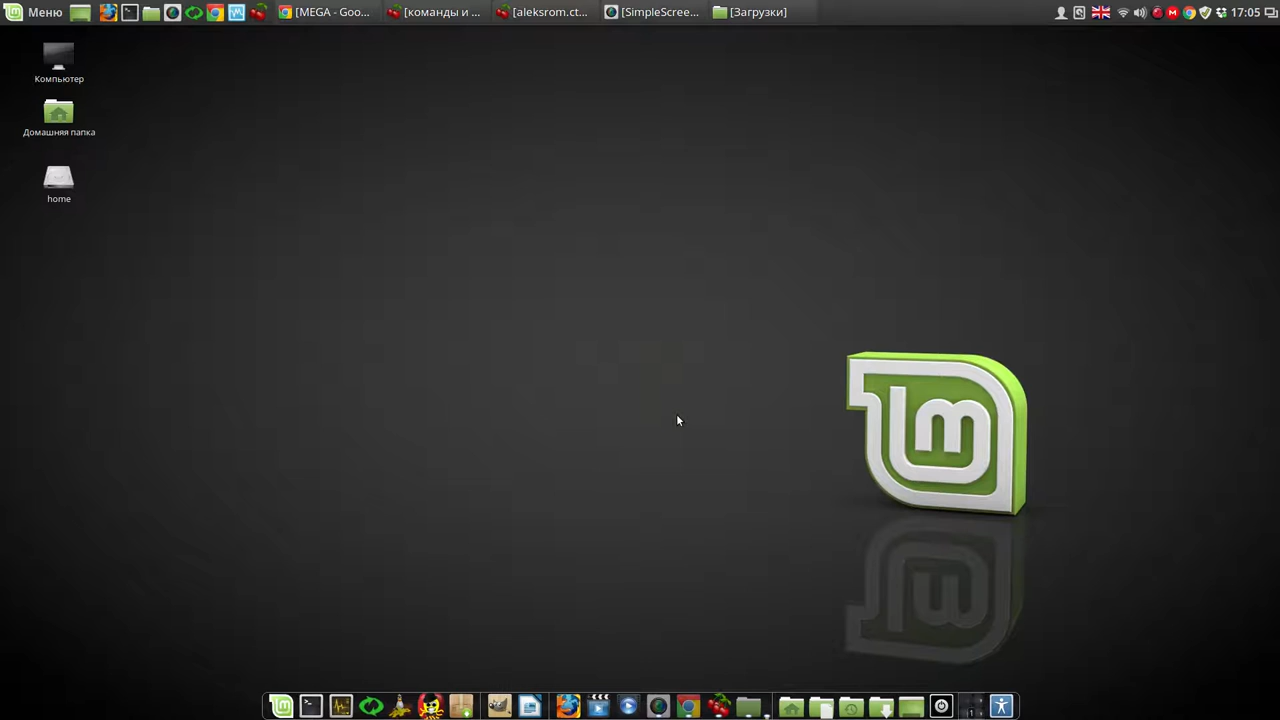 Меню
[MEGA - Goo...
[команды и ...
[aleksrom.ct...
[SimpleScree...
[Загрузки]
17:05
Компьютер
Домашняя папка
home